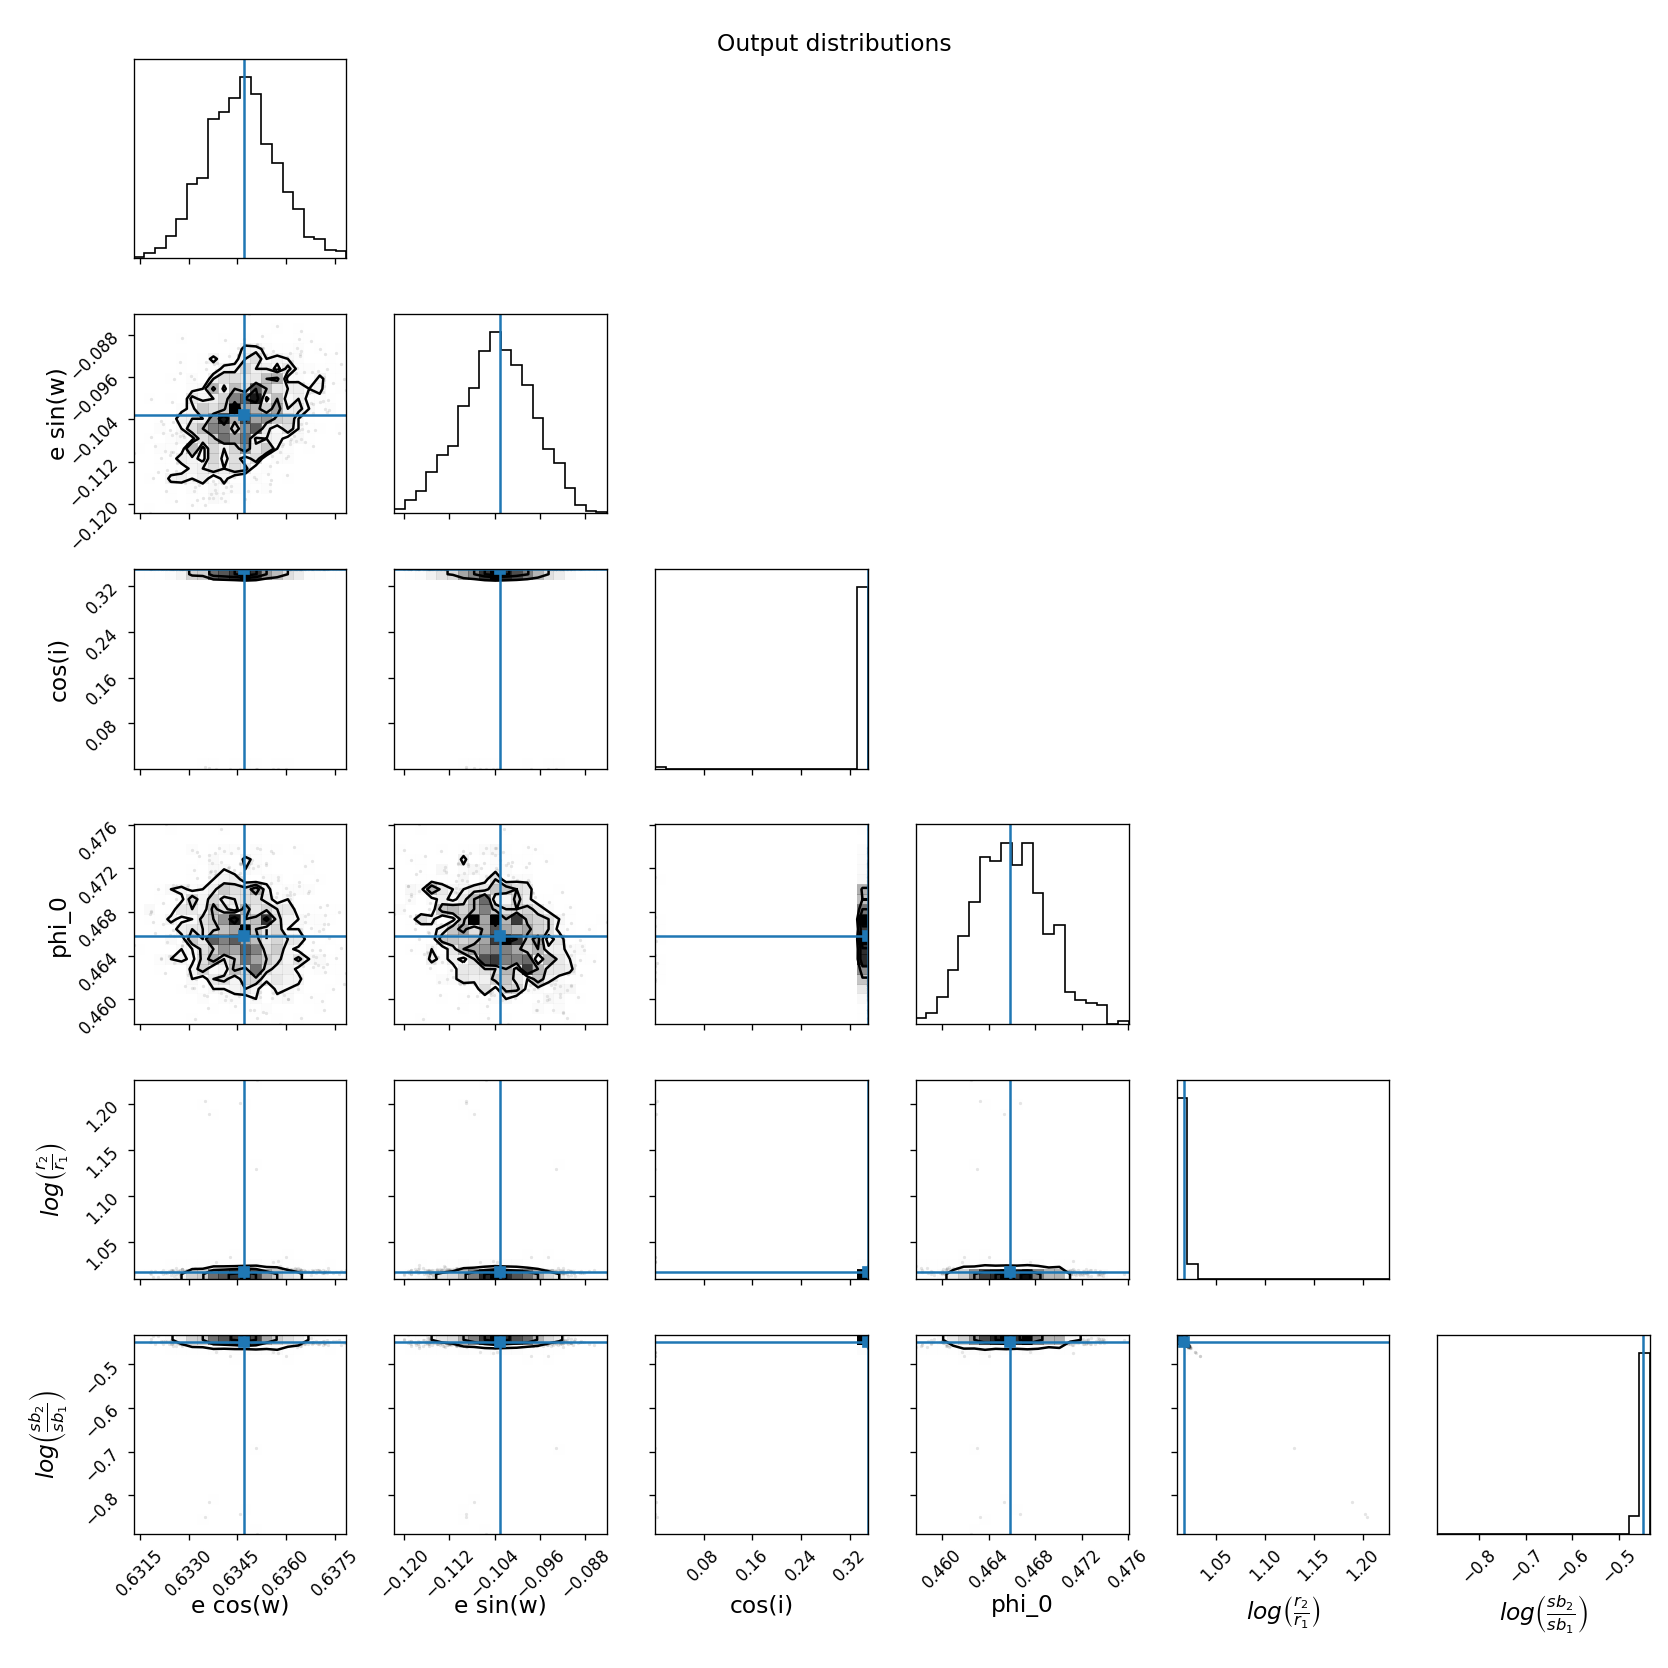 Output distributions
e sin(w)
−0.088
−0.096
−0.104
−0.112
−0.120
cos(i)
0.32
0.24
0.16
0.08
phi_0
0.476
0.472
0.468
0.464
0.460
log(r₂/r₁)
1.20
1.15
1.10
1.05
log(sb₂/sb₁)
−0.5
−0.6
−0.7
−0.8
0.6315 0.6330 0.6345 0.6360 0.6375 −0.120 −0.112 −0.104 −0.096 −0.088 0.08 0.16 0.24 0.32 0.460 0.464 0.468 0.472 0.476 1.05 1.10 1.15 1.20 −0.8 −0.7 −0.6 −0.5
e cos(w) e sin(w) cos(i) phi_0 log(r₂/r₁) log(sb₂/sb₁)